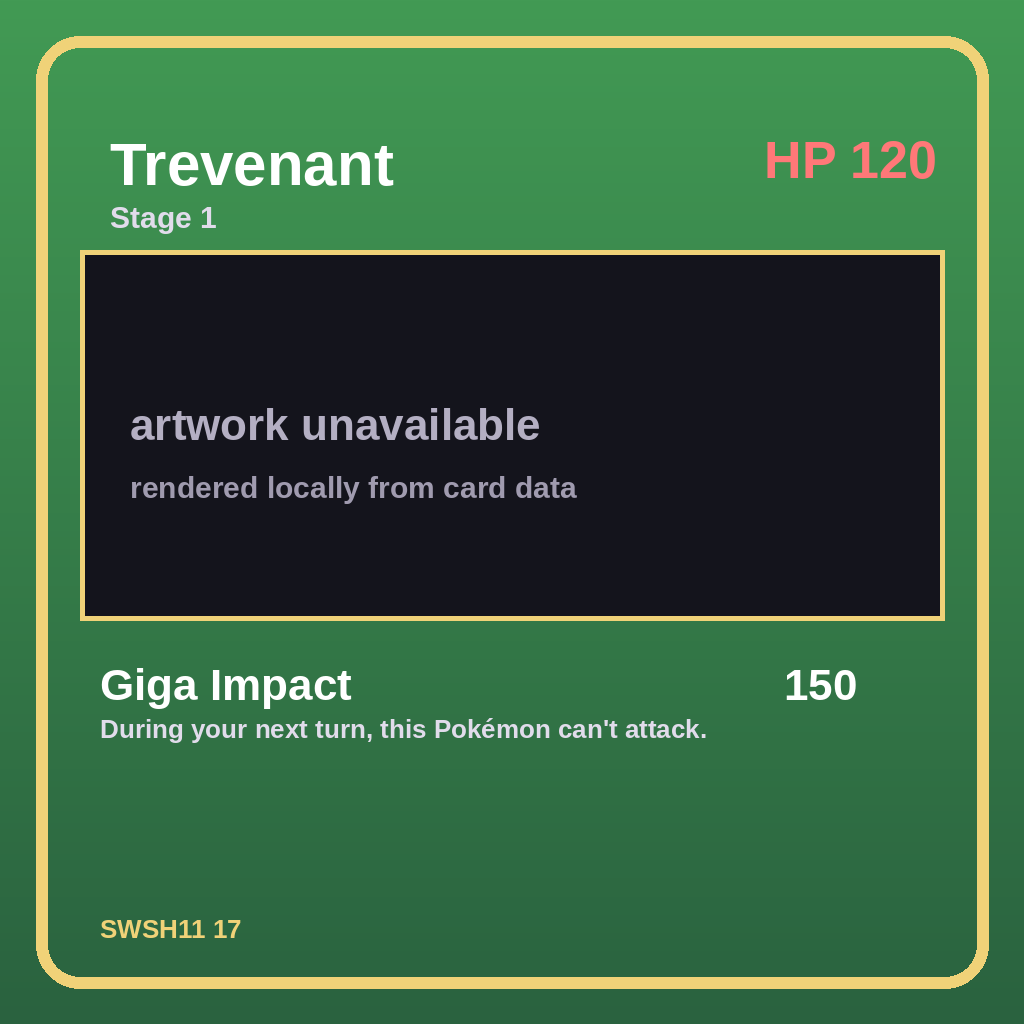 Trevenant
HP 120
Stage 1
artwork unavailable
rendered locally from card data
Giga Impact
150
During your next turn, this Pokémon can't attack.
SWSH11 17